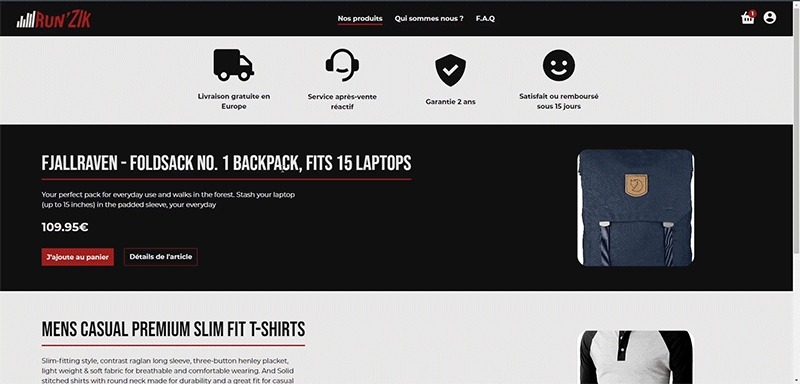 RUN'ZIK
Nos produits
Qui sommes nous ?
F.A.Q
1
Livraison gratuite en
Europe
Service après-vente
réactif
Garantie 2 ans
Satisfait ou remboursé
sous 15 jours
FJALLRAVEN - FOLDSACK NO. 1 BACKPACK, FITS 15 LAPTOPS
Your perfect pack for everyday use and walks in the forest. Stash your laptop
(up to 15 inches) in the padded sleeve, your everyday
109.95€
J'ajoute au panier
Détails de l'article
MENS CASUAL PREMIUM SLIM FIT T-SHIRTS
Slim-fitting style, contrast raglan long sleeve, three-button henley placket,
light weight & soft fabric for breathable and comfortable wearing. And Solid
stitched shirts with round neck made for durability and a great fit for casual